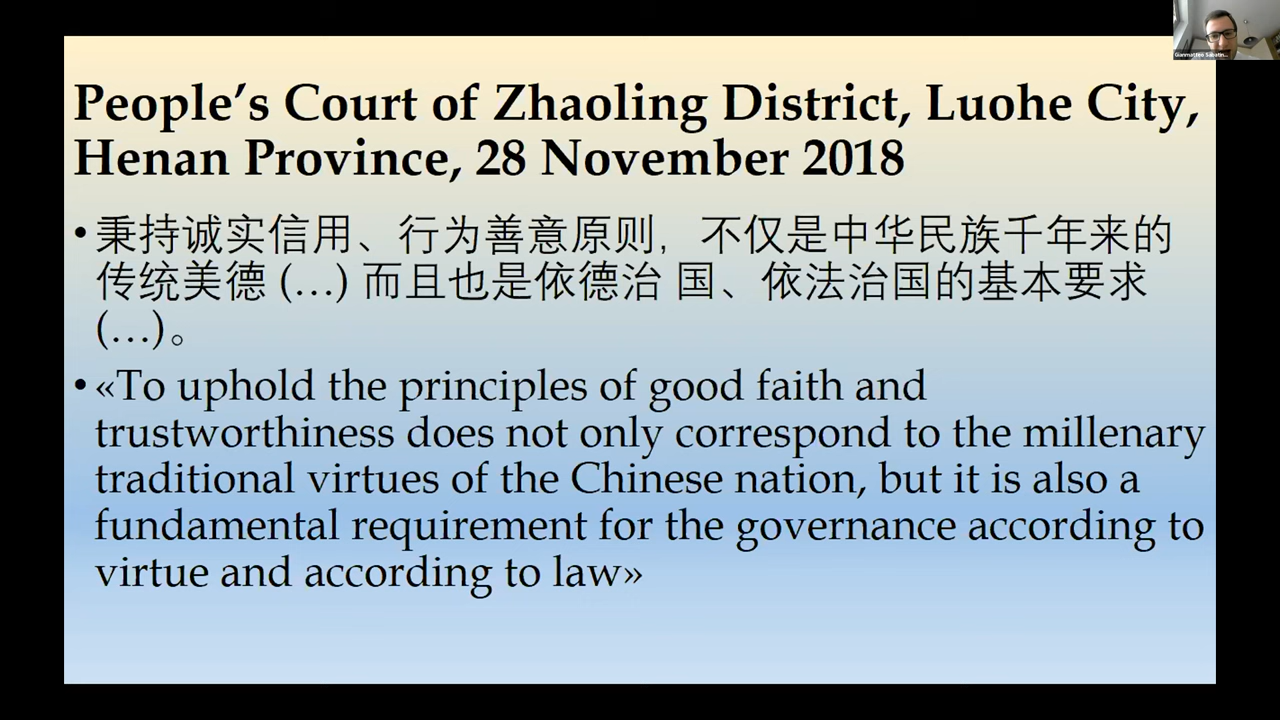 Gianmatteo Sabatin...
People's Court of Zhaoling District, Luohe City,
Henan Province, 28 November 2018
• 秉持诚实信用、行为善意原则，不仅是中华民族千年来的
传统美德 (…) 而且也是依德治 国、依法治国的基本要求
(…)。
• «To uphold the principles of good faith and
trustworthiness does not only correspond to the millenary
traditional virtues of the Chinese nation, but it is also a
fundamental requirement for the governance according to
virtue and according to law»